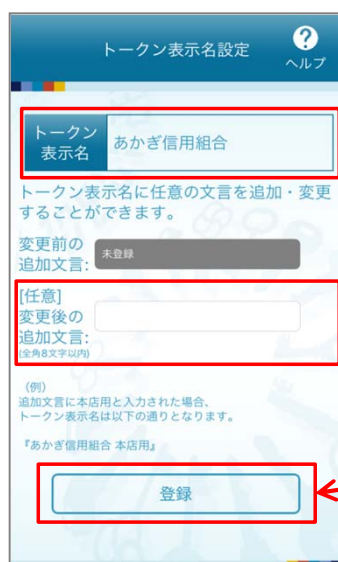 トークン表示名設定
?
ヘルプ
トークン
表示名
あかぎ信用組合
トークン表示名に任意の文言を追加・変更
することができます。
変更前の
追加文言:
未登録
[任意]
変更後の
追加文言:
(全角8文字以内)
（例）
追加文言に本店用と入力された場合、
トークン表示名は以下の通りとなります。
『あかぎ信用組合 本店用』
登録